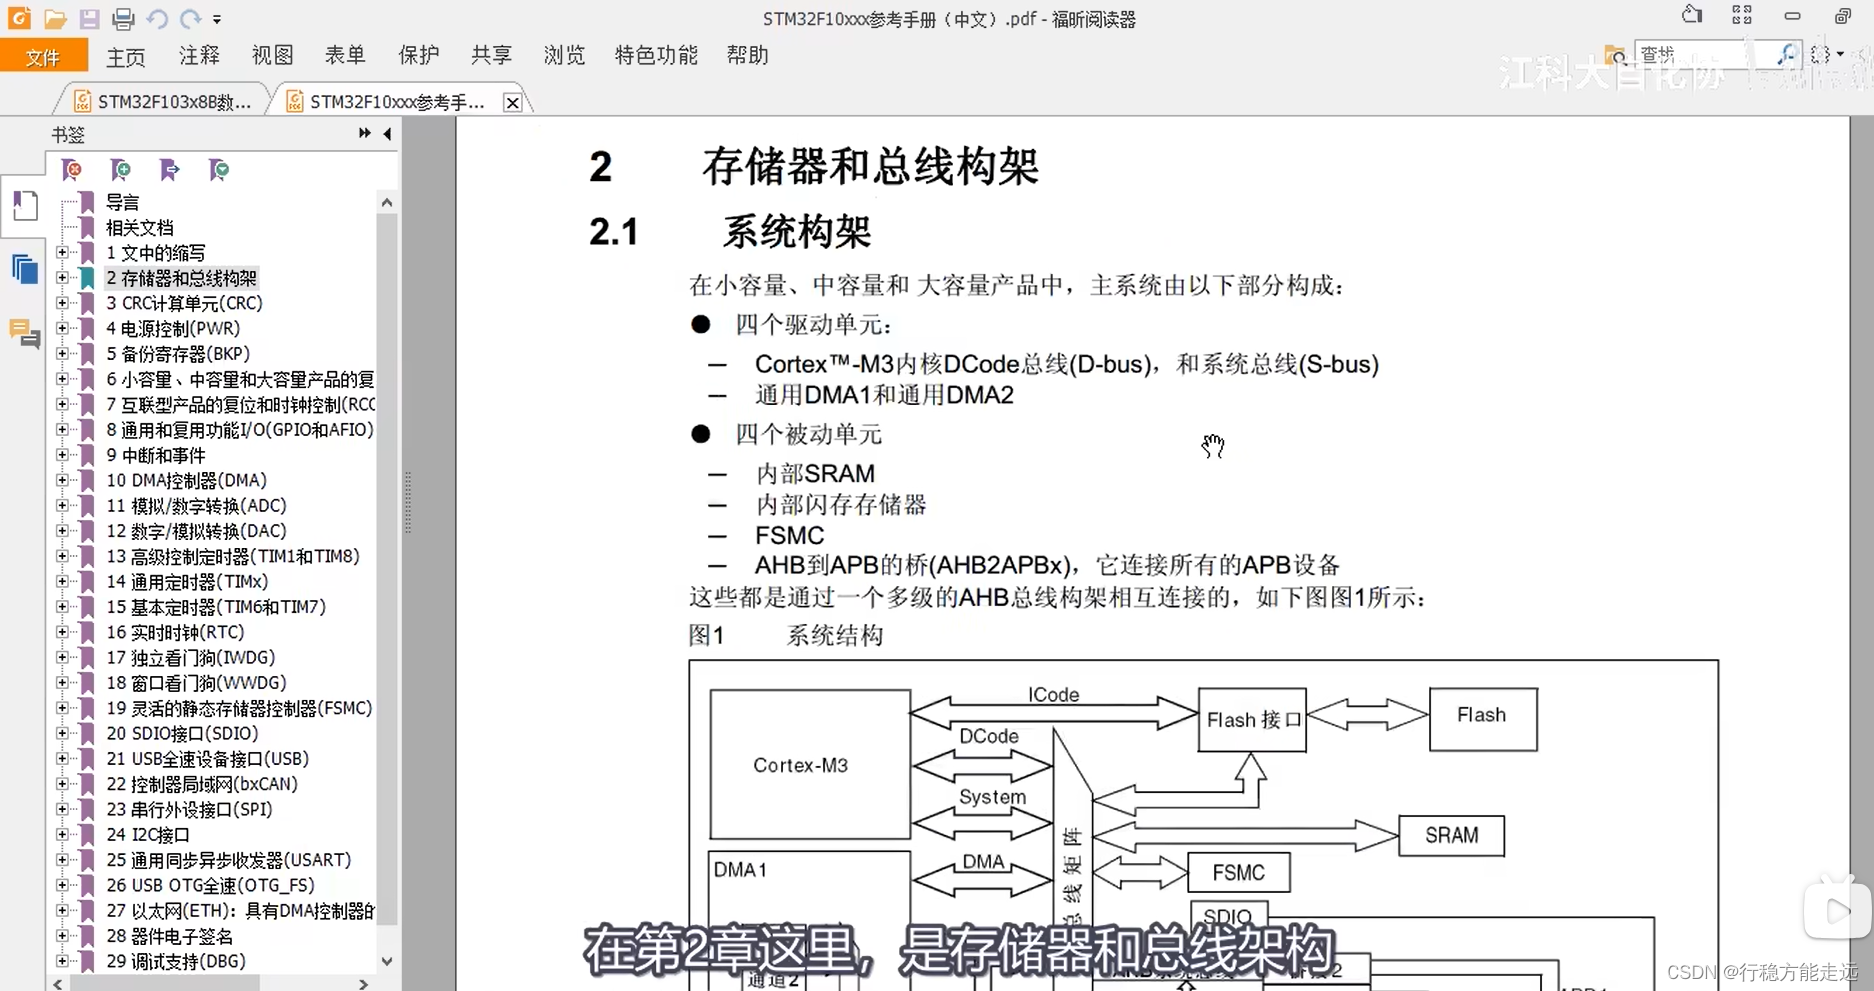 STM32F10xxx参考手册（中文）.pdf - 福昕阅读器
文件 主页 注释 视图 表单 保护 共享 浏览 特色功能 帮助
查找
江科大自化协
STM32F103x8B数...
STM32F10xxx参考手...
书签
导言
相关文档
1 文中的缩写
2 存储器和总线构架
3 CRC计算单元(CRC)
4 电源控制(PWR)
5 备份寄存器(BKP)
6 小容量、中容量和大容量产品的复
7 互联型产品的复位和时钟控制(RCC
8 通用和复用功能I/O(GPIO和AFIO)
9 中断和事件
10 DMA控制器(DMA)
11 模拟/数字转换(ADC)
12 数字/模拟转换(DAC)
13 高级控制定时器(TIM1和TIM8)
14 通用定时器(TIMx)
15 基本定时器(TIM6和TIM7)
16 实时时钟(RTC)
17 独立看门狗(IWDG)
18 窗口看门狗(WWDG)
19 灵活的静态存储器控制器(FSMC)
20 SDIO接口(SDIO)
21 USB全速设备接口(USB)
22 控制器局域网(bxCAN)
23 串行外设接口(SPI)
24 I2C接口
25 通用同步异步收发器(USART)
26 USB OTG全速(OTG_FS)
27 以太网(ETH)：具有DMA控制器的
28 器件电子签名
29 调试支持(DBG)
2 存储器和总线构架
2.1 系统构架
在小容量、中容量和 大容量产品中，主系统由以下部分构成：
● 四个驱动单元：
— Cortex™-M3内核DCode总线(D-bus)，和系统总线(S-bus)
— 通用DMA1和通用DMA2
● 四个被动单元
— 内部SRAM
— 内部闪存存储器
— FSMC
— AHB到APB的桥(AHB2APBx)，它连接所有的APB设备
这些都是通过一个多级的AHB总线构架相互连接的，如下图图1所示：
图1 系统结构
ICode
Flash 接口
Flash
DCode
Cortex-M3
System
SRAM
DMA
DMA1
FSMC
总线矩阵
SDIO
通道2
在第2章这里，是存储器和总线架构
CSDN @行稳方能走远